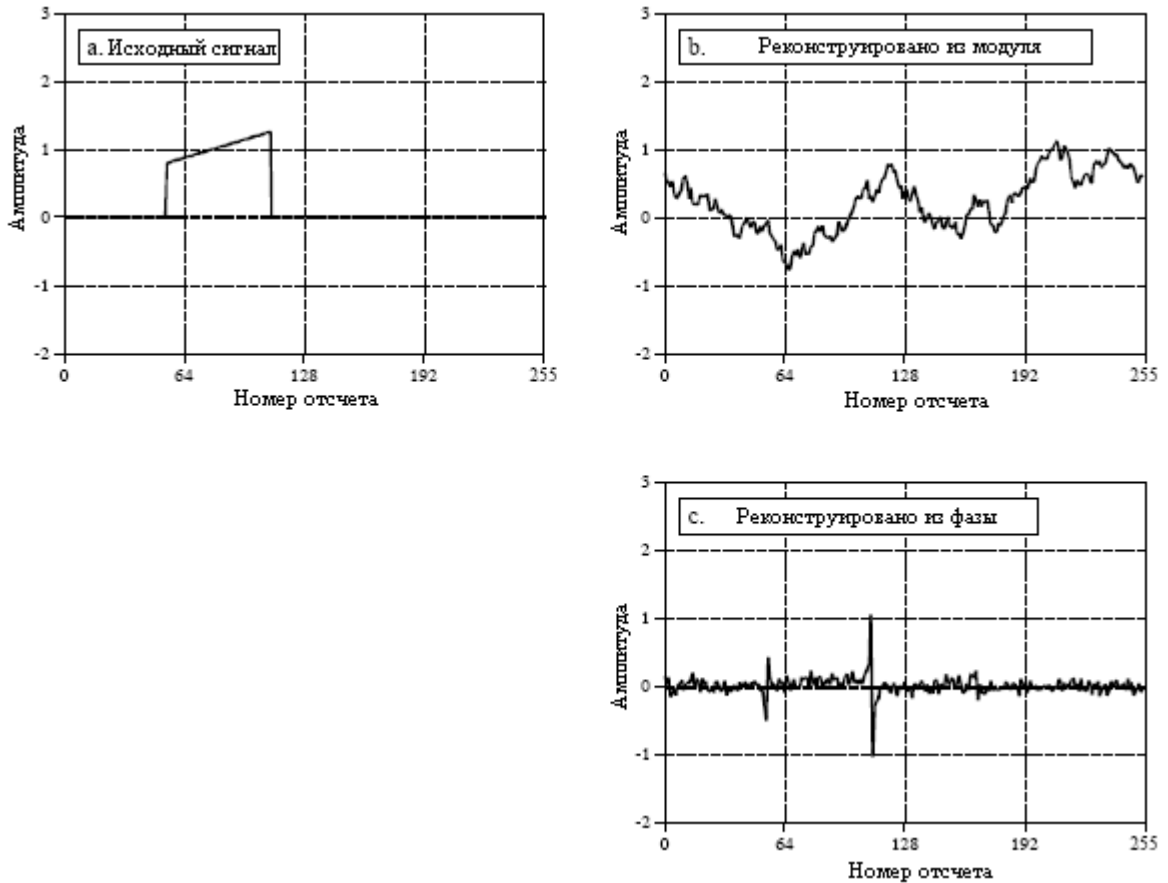 3
a. Исходный сигнал
2
1
0
-1
-2
Амплитуда
0 64 128 192 255
Номер отсчета
3
b. Реконструировано из модуля
2
1
0
-1
-2
Амплитуда
0 64 128 192 255
Номер отсчета
3
c. Реконструировано из фазы
2
1
0
-1
-2
Амплитуда
0 64 128 192 255
Номер отсчета